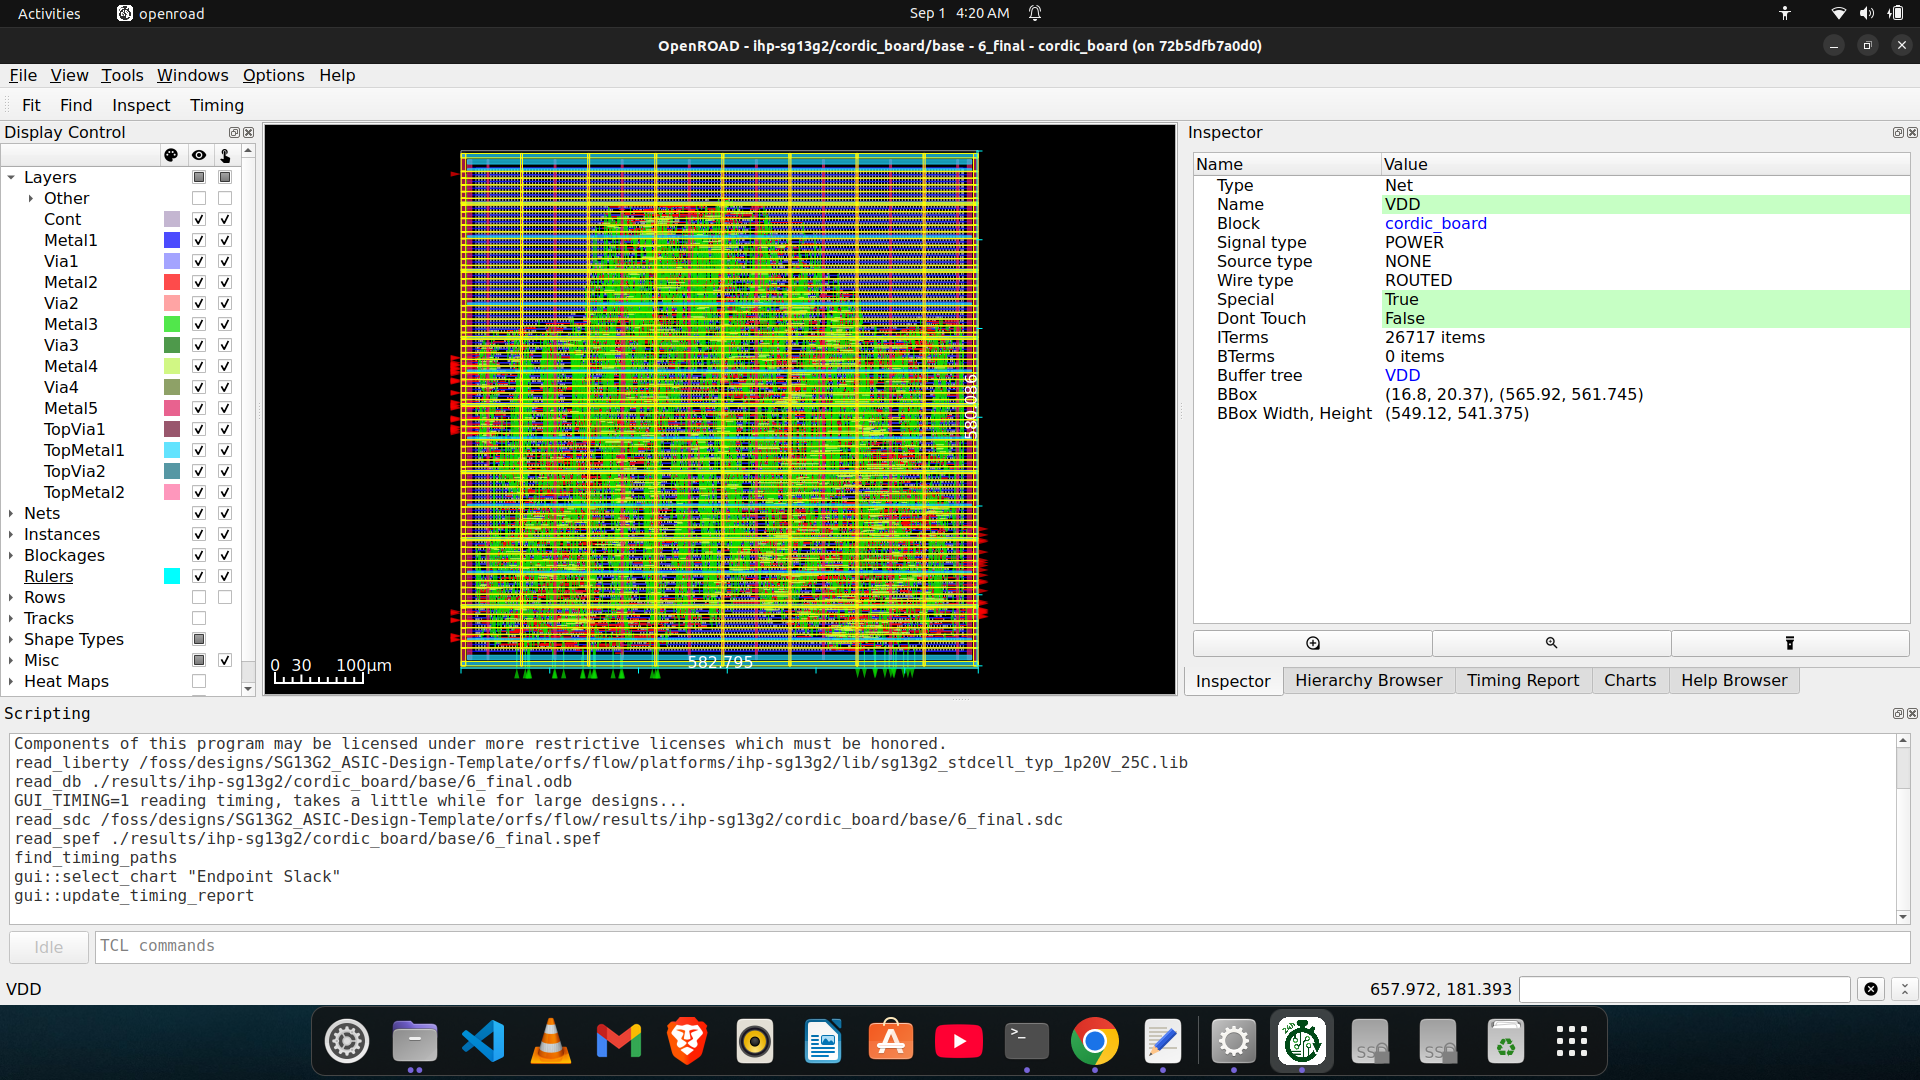 Activities openroad Sep 1 4:20 AM
OpenROAD - ihp-sg13g2/cordic_board/base - 6_final - cordic_board (on 72b5dfb7a0d0)
File View Tools Windows Options Help
Fit Find Inspect Timing
Display Control
Layers
Other
Cont
Metal1
Via1
Metal2
Via2
Metal3
Via3
Metal4
Via4
Metal5
TopVia1
TopMetal1
TopVia2
TopMetal2
Nets
Instances
Blockages
Rulers
Rows
Tracks
Shape Types
Misc
Heat Maps
580.086
582.795
0 30 100μm
Inspector
Name Value
Type Net
Name VDD
Block cordic_board
Signal type POWER
Source type NONE
Wire type ROUTED
Special True
Dont Touch False
ITerms 26717 items
BTerms 0 items
Buffer tree VDD
BBox (16.8, 20.37), (565.92, 561.745)
BBox Width, Height (549.12, 541.375)
Inspector Hierarchy Browser Timing Report Charts Help Browser
Scripting
Components of this program may be licensed under more restrictive licenses which must be honored.
read_liberty /foss/designs/SG13G2_ASIC-Design-Template/orfs/flow/platforms/ihp-sg13g2/lib/sg13g2_stdcell_typ_1p20V_25C.lib
read_db ./results/ihp-sg13g2/cordic_board/base/6_final.odb
GUI_TIMING=1 reading timing, takes a little while for large designs...
read_sdc /foss/designs/SG13G2_ASIC-Design-Template/orfs/flow/results/ihp-sg13g2/cordic_board/base/6_final.sdc
read_spef ./results/ihp-sg13g2/cordic_board/base/6_final.spef
find_timing_paths
gui::select_chart "Endpoint Slack"
gui::update_timing_report
Idle TCL commands
VDD 657.972, 181.393
24h
SS
SS